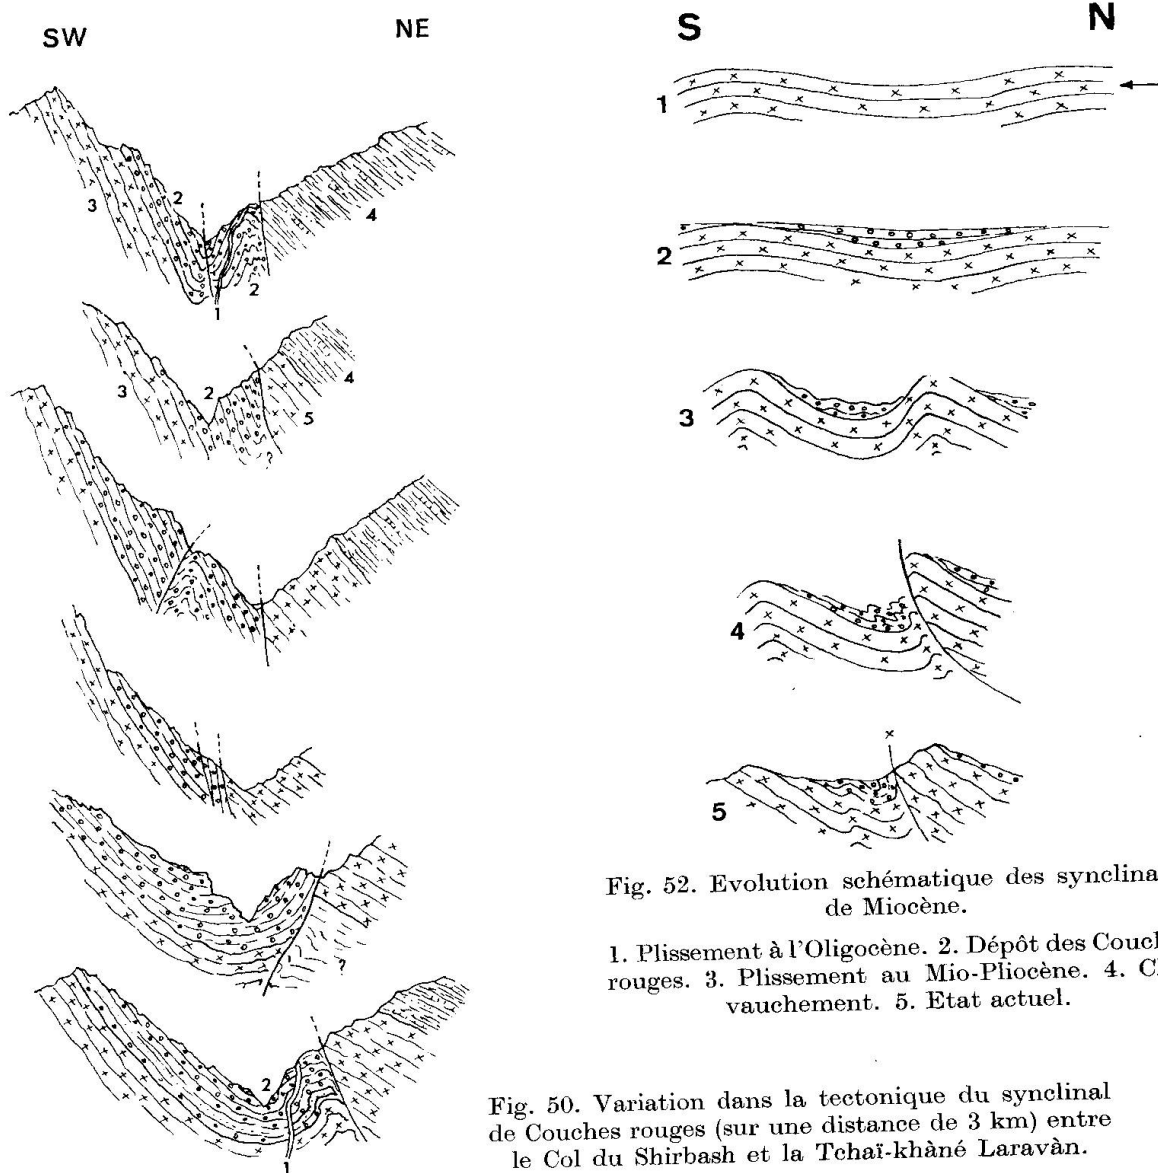 SW NE
3 2 2 4
1
3 2 4
5
?
?
2
1
S N
1
2
3
4
x
5
Fig. 52. Evolution schématique des
de Miocène.
1. Plissement à l'Oligocène. 2. Dépôt des
rouges. 3. Plissement au Mio-Pliocène. 4.
vauchement. 5. Etat actuel.
Fig. 50. Variation dans la tectonique du synclinal
de Couches rouges (sur une distance de 3 km) entre
le Col du Shirbash et la Tchaï-khàné Laravàn.